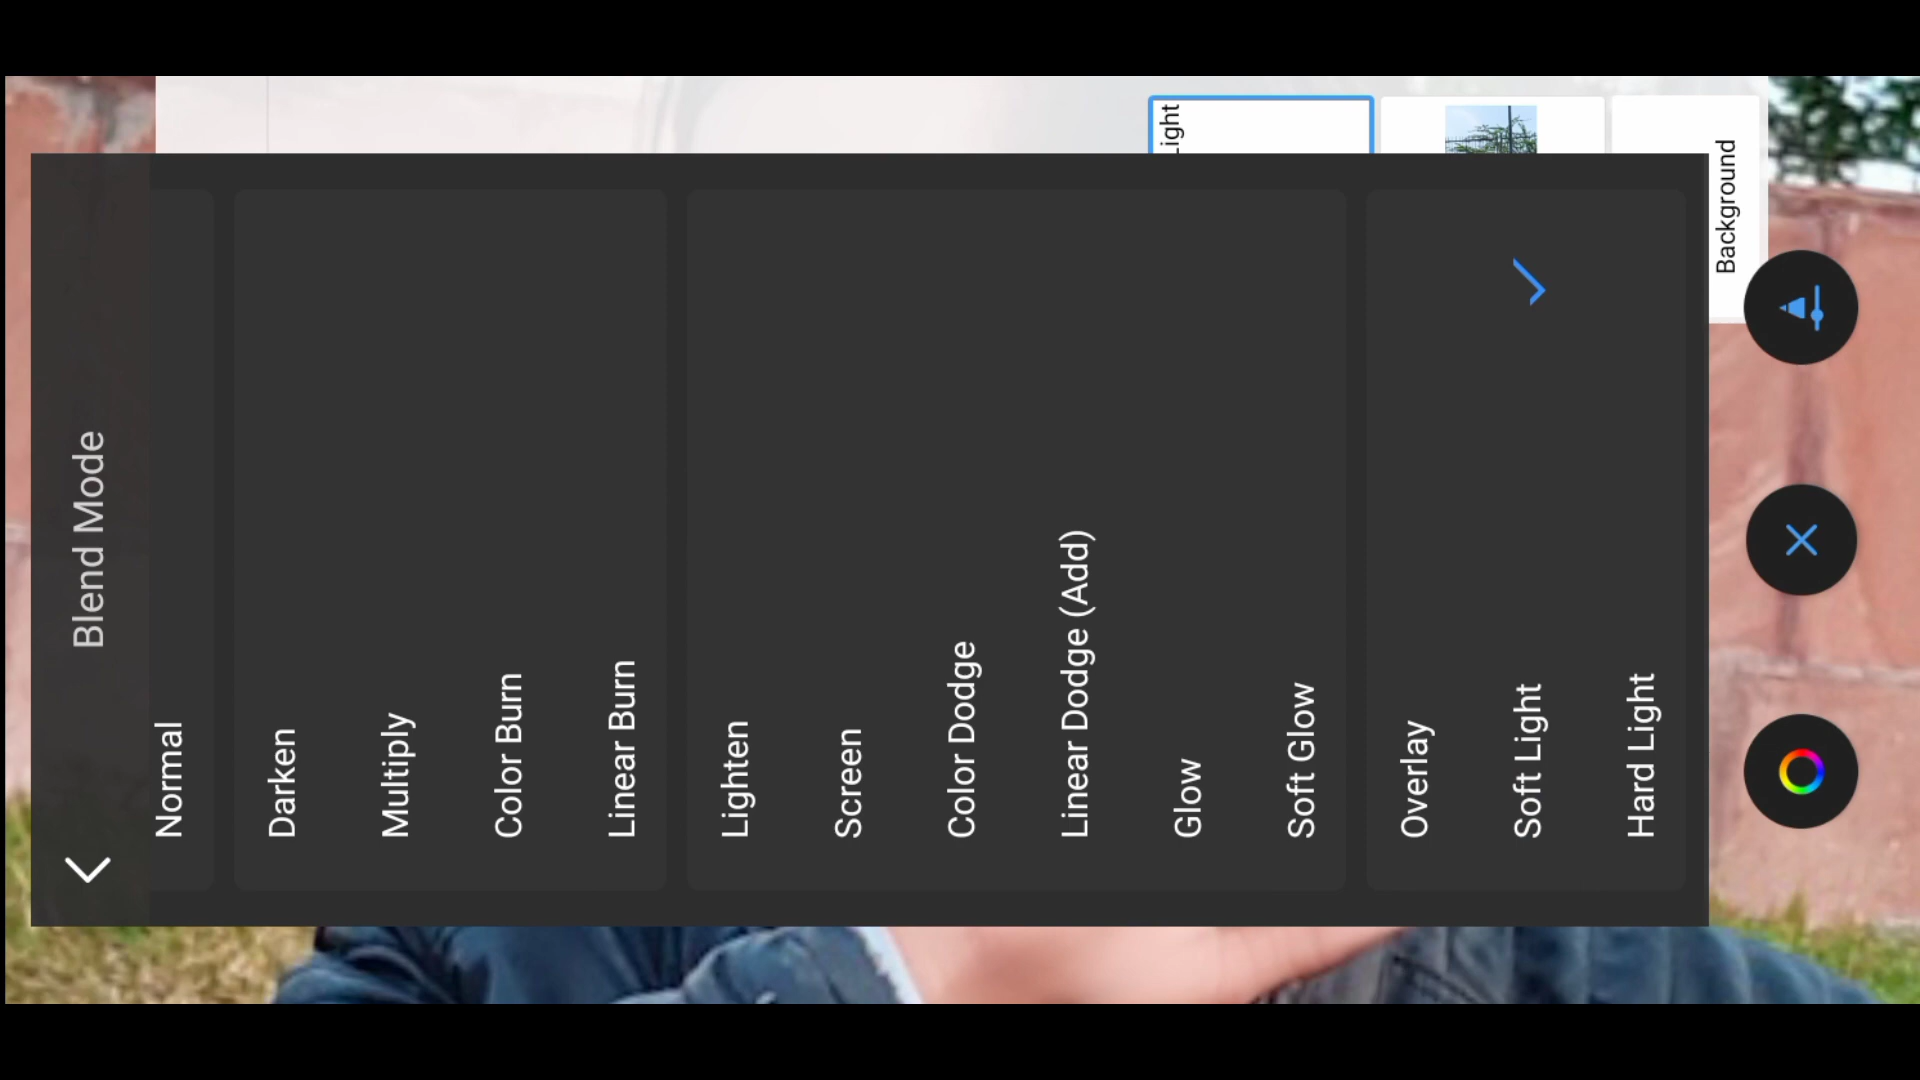 Blend Mode
Normal
Darken
Multiply
Color Burn
Linear Burn
Lighten
Screen
Color Dodge
Linear Dodge (Add)
Glow
Soft Glow
Overlay
Soft Light
Hard Light
Light
Background